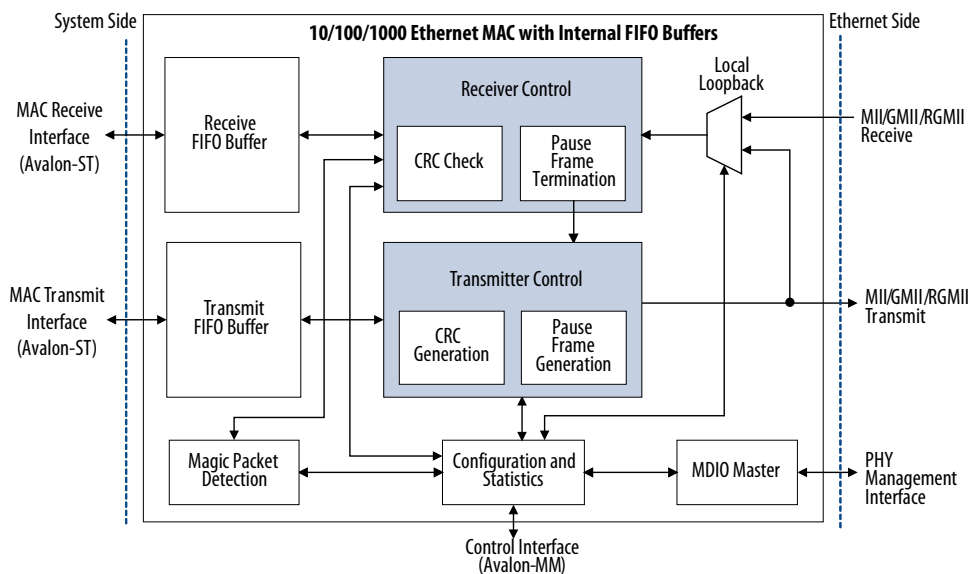 System Side
Ethernet Side
10/100/1000 Ethernet MAC with Internal FIFO Buffers
MAC Receive
Interface
(Avalon-ST)
Receive
FIFO Buffer
Receiver Control
CRC Check
Pause
Frame
Termination
Local
Loopback
MII/GMII/RGMII
Receive
MAC Transmit
Interface
(Avalon-ST)
Transmit
FIFO Buffer
Transmitter Control
CRC
Generation
Pause
Frame
Generation
MII/GMII/RGMII
Transmit
Magic Packet
Detection
Configuration and
Statistics
MDIO Master
PHY
Management
Interface
Control Interface
(Avalon-MM)